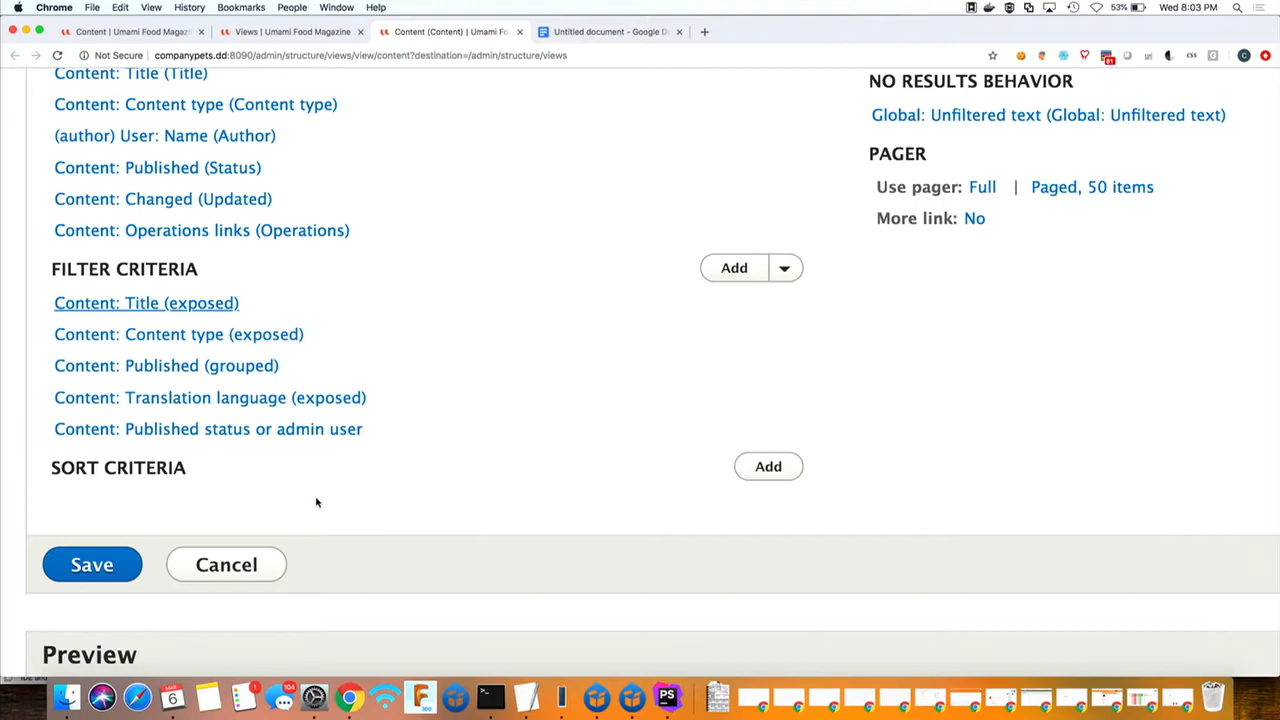 Chrome File Edit View History Bookmarks People Window Help 53% Wed 8:03 PM
Content | Umami Food Magaz Views | Umami Food Magazine Content (Content) | Umami Fo Untitled document - Google D
Not Secure companypets.dd:8090/admin/structure/views/view/content?destination=/admin/structure/views
Content: Title (Title)
Content: Content type (Content type)
(author) User: Name (Author)
Content: Published (Status)
Content: Changed (Updated)
Content: Operations links (Operations)
FILTER CRITERIA Add
Content: Title (exposed)
Content: Content type (exposed)
Content: Published (grouped)
Content: Translation language (exposed)
Content: Published status or admin user
SORT CRITERIA Add
NO RESULTS BEHAVIOR
Global: Unfiltered text (Global: Unfiltered text)
PAGER
Use pager: Full | Paged, 50 items
More link: No
Save Cancel
Preview